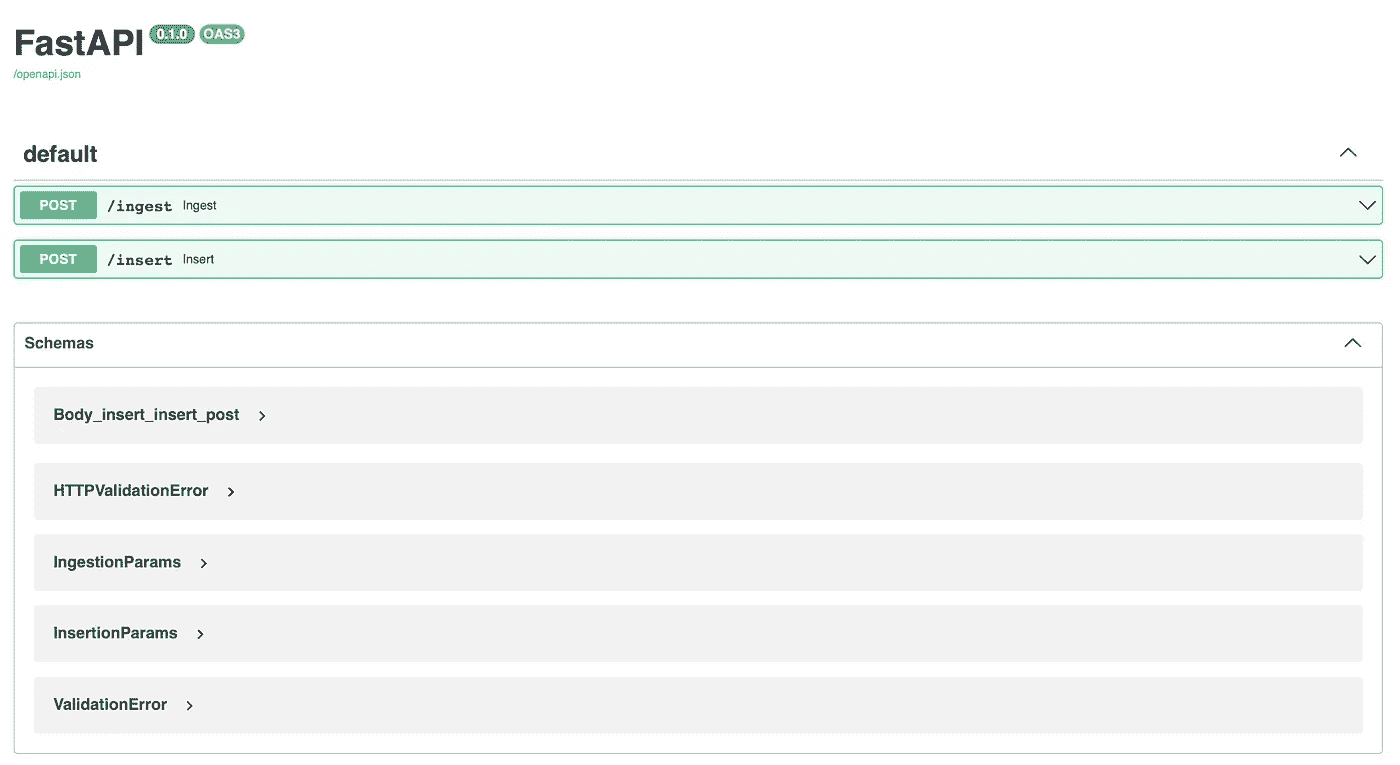 FastAPI 0.1.0 OAS3
/openapi.json
default
POST /ingest Ingest
POST /insert Insert
Schemas
Body_insert_insert_post
HTTPValidationError
IngestionParams
InsertionParams
ValidationError